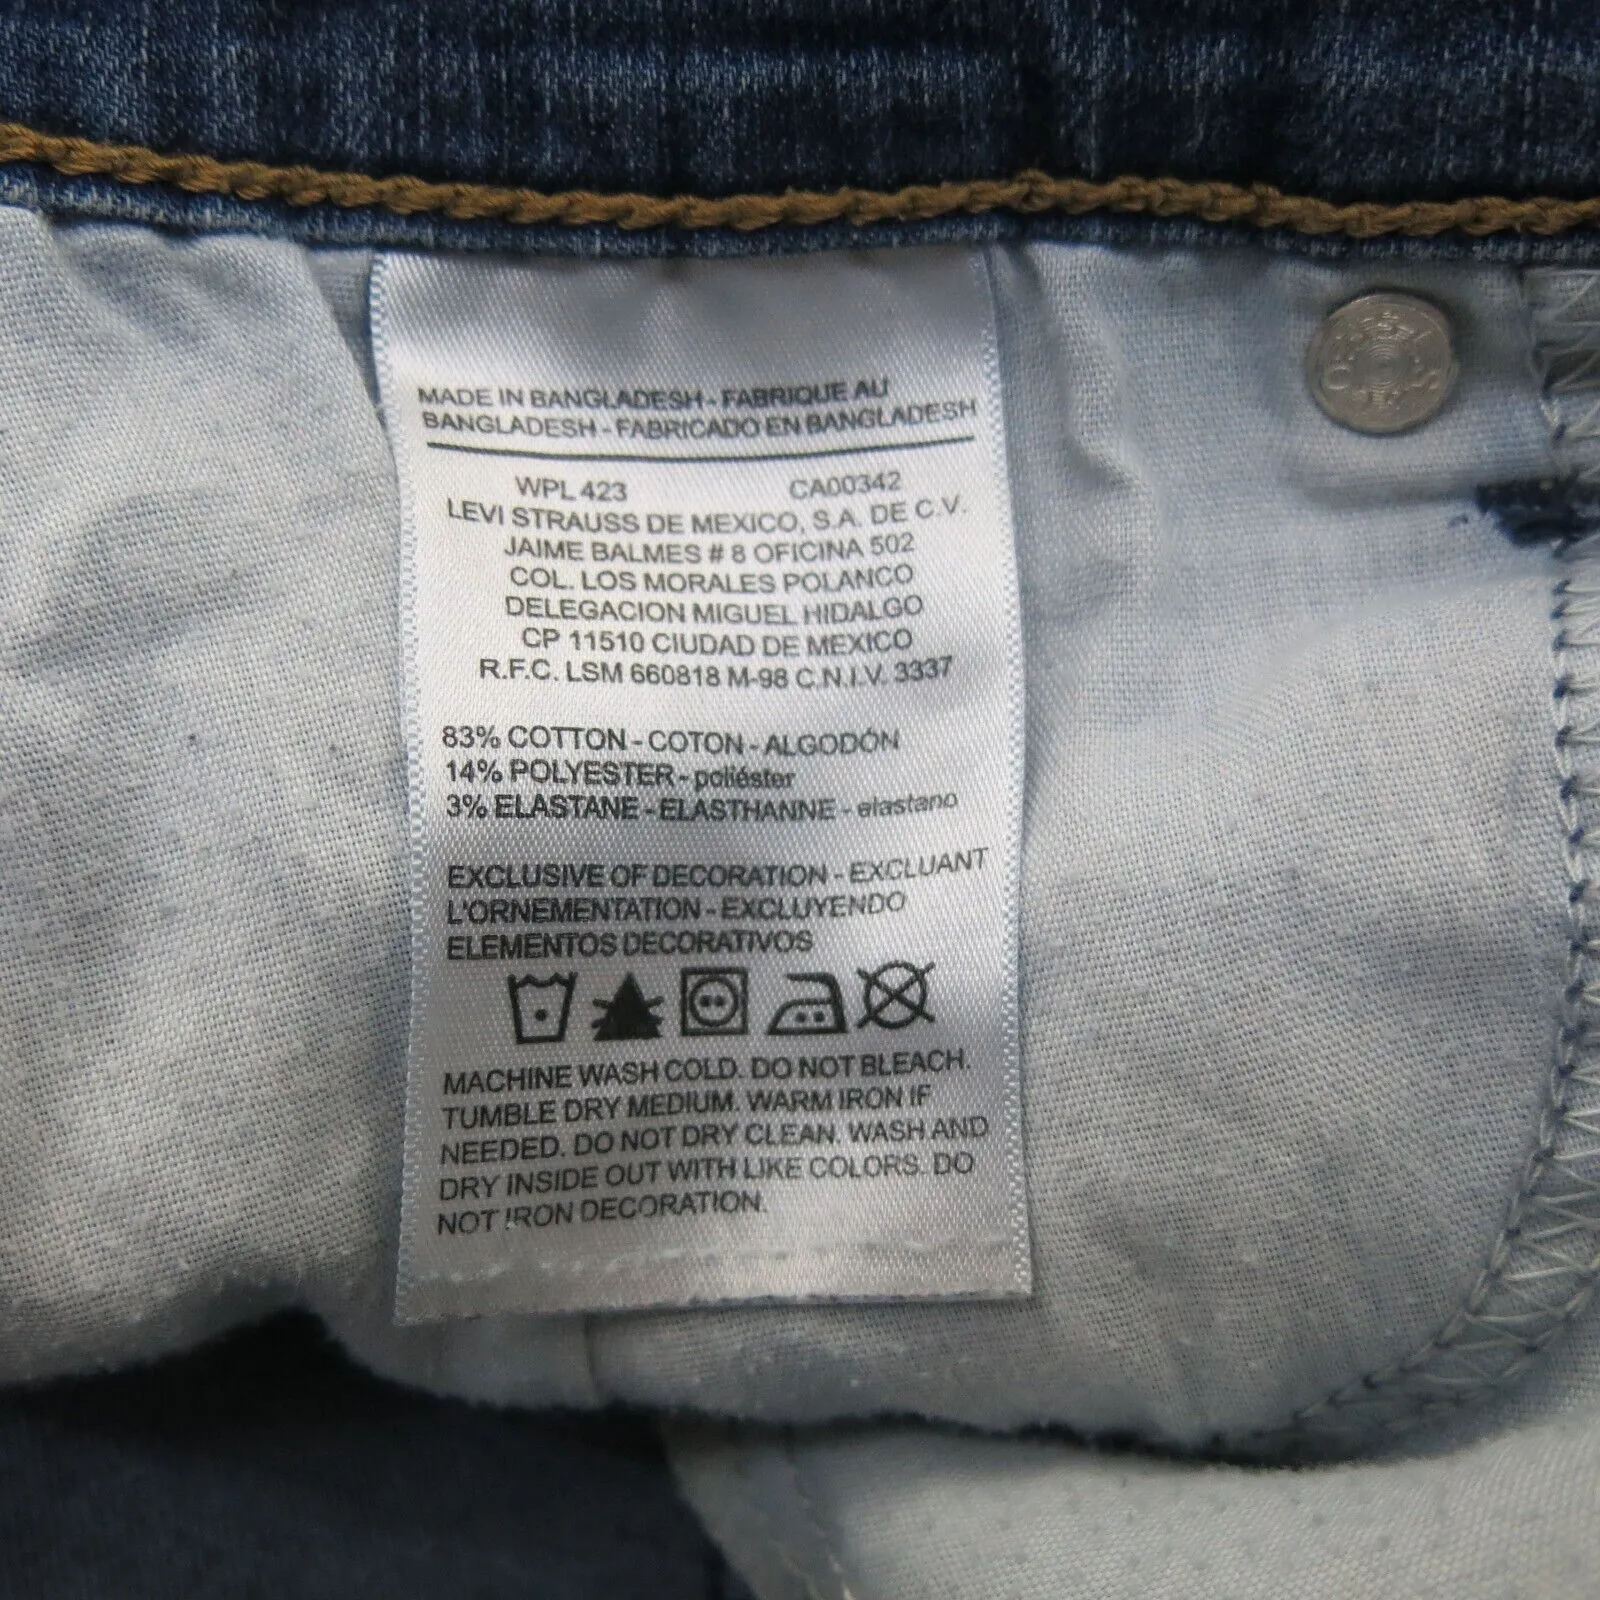 MADE IN BANGLADESH - FABRIQUE AU
BANGLADESH - FABRICADO EN BANGLADESH
WPL 423 CA00342
LEVI STRAUSS DE MEXICO, S.A. DE C.V.
JAIME BALMES # 8 OFICINA 502
COL. LOS MORALES POLANCO
DELEGACION MIGUEL HIDALGO
CP 11510 CIUDAD DE MEXICO
R.F.C. LSM 660818 M-98 C.N.I.V. 3337
83% COTTON - COTON - ALGODÓN
14% POLYESTER - poliéster
3% ELASTANE - ELASTHANNE - elastano
EXCLUSIVE OF DECORATION - EXCLUANT
L'ORNEMENTATION - EXCLUYENDO
ELEMENTOS DECORATIVOS
MACHINE WASH COLD. DO NOT BLEACH.
TUMBLE DRY MEDIUM. WARM IRON IF
NEEDED. DO NOT DRY CLEAN. WASH AND
DRY INSIDE OUT WITH LIKE COLORS. DO
NOT IRON DECORATION.